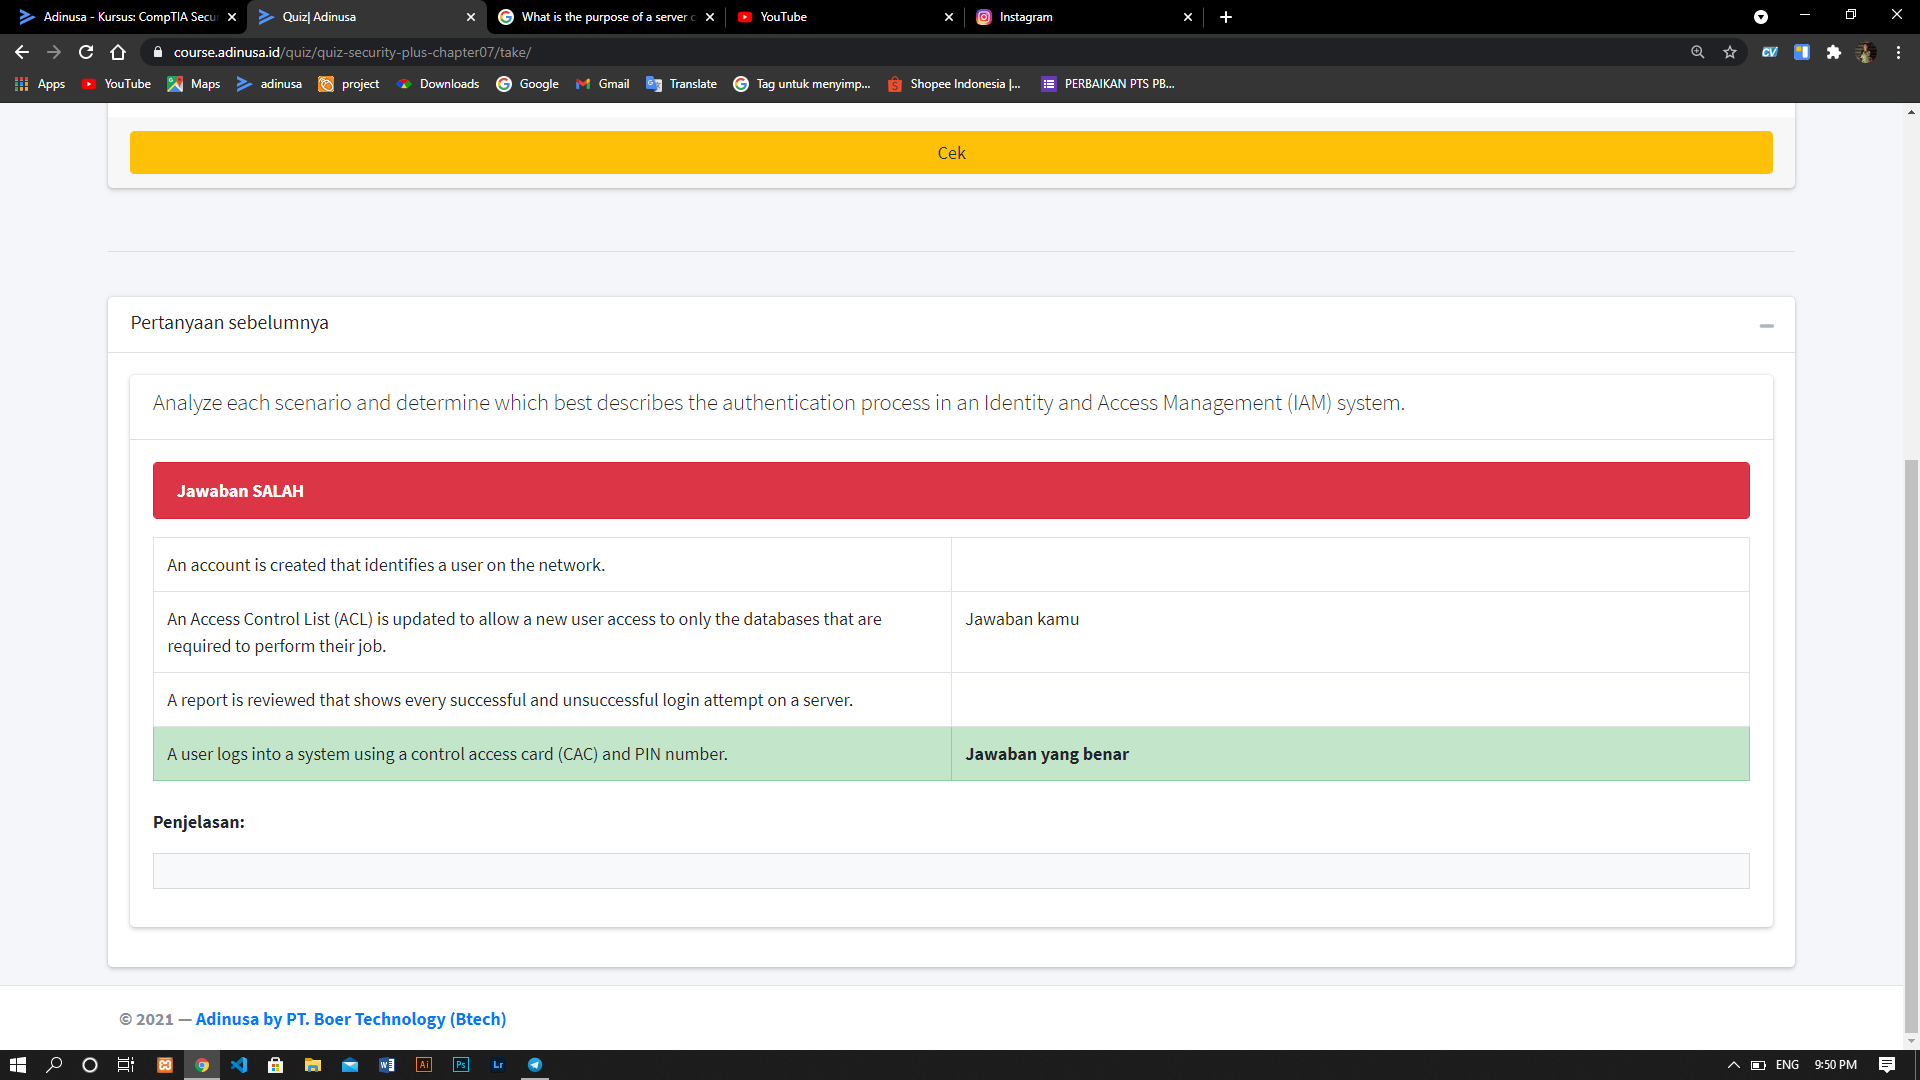 Adinusa - Kursus: CompTIA Secu
Quiz| Adinusa
What is the purpose of a server c
YouTube
Instagram
course.adinusa.id/quiz/quiz-security-plus-chapter07/take/
Apps
YouTube
Maps
adinusa
project
Downloads
Google
Gmail
Translate
Tag untuk menyimp...
Shopee Indonesia |...
PERBAIKAN PTS PB...
Cek
Pertanyaan sebelumnya
Analyze each scenario and determine which best describes the authentication process in an Identity and Access Management (IAM) system.
Jawaban SALAH
An account is created that identifies a user on the network.
An Access Control List (ACL) is updated to allow a new user access to only the databases that are
required to perform their job.
Jawaban kamu
A report is reviewed that shows every successful and unsuccessful login attempt on a server.
A user logs into a system using a control access card (CAC) and PIN number.
Jawaban yang benar
Penjelasan:
© 2021 — Adinusa by PT. Boer Technology (Btech)
Ai
Ps
Lr
ENG
9:50 PM